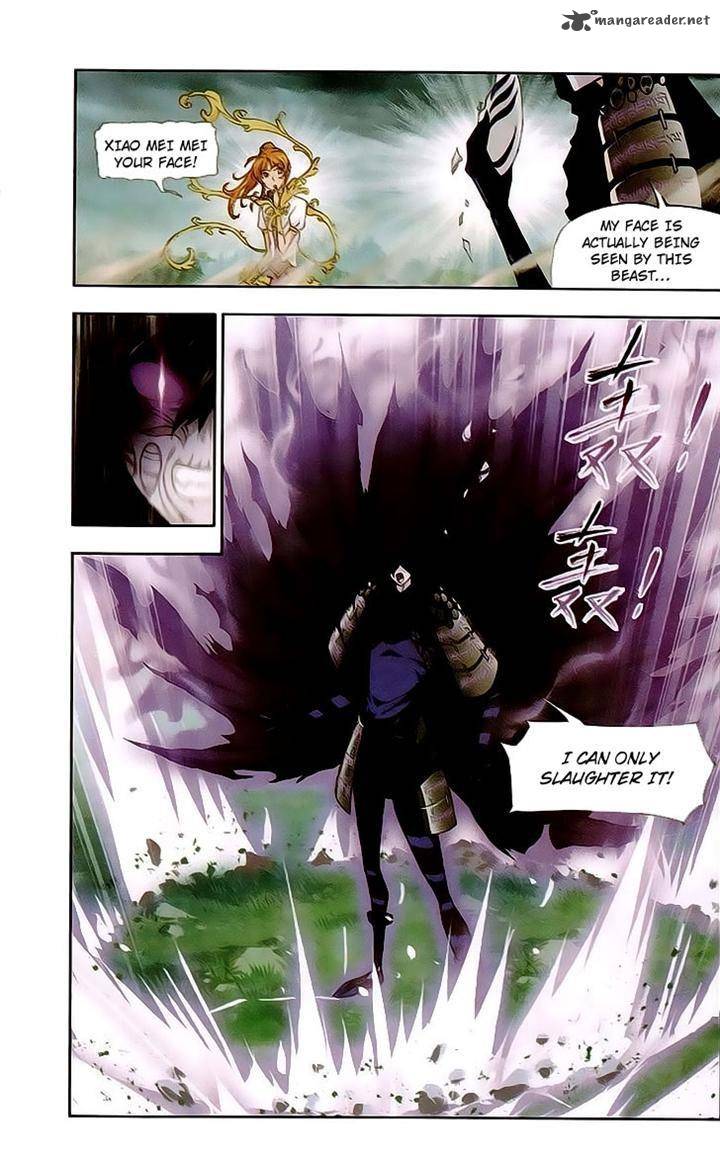 mangareader.net
XIAO MEI MEI
YOUR FACE!
MY FACE IS
ACTUALLY BEING
SEEN BY THIS
BEAST...
轰!
轰!
I CAN ONLY
SLAUGHTER IT!